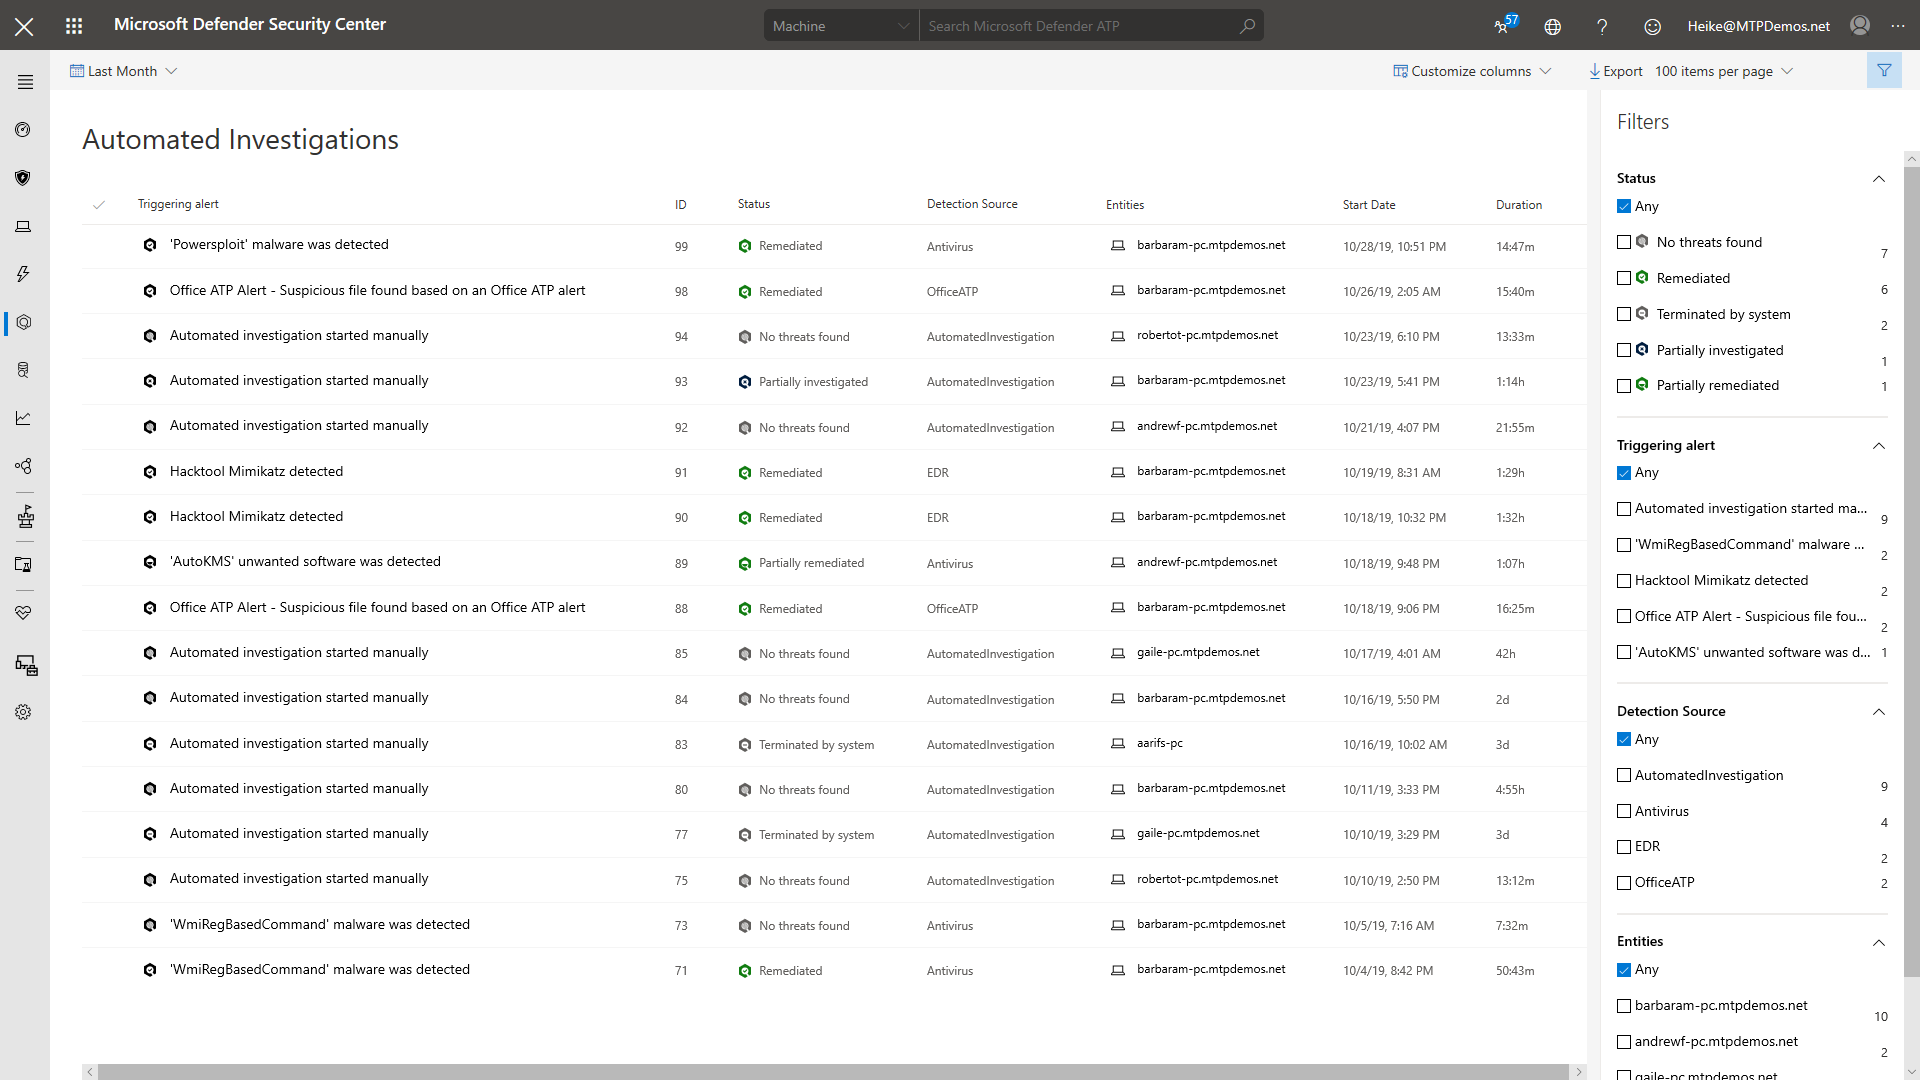 Microsoft Defender Security Center
Machine
Search Microsoft Defender ATP
57
?
Heike@MTPDemos.net
Last Month
Customize columns
Export
100 items per page
Automated Investigations
Triggering alert ID Status Detection Source Entities Start Date Duration
'Powersploit' malware was detected 99 Remediated Antivirus barbaram-pc.mtpdemos.net 10/28/19, 10:51 PM 14:47m
Office ATP Alert - Suspicious file found based on an Office ATP alert 98 Remediated OfficeATP barbaram-pc.mtpdemos.net 10/26/19, 2:05 AM 15:40m
Automated investigation started manually 94 No threats found AutomatedInvestigation robertot-pc.mtpdemos.net 10/23/19, 6:10 PM 13:33m
Automated investigation started manually 93 Partially investigated AutomatedInvestigation barbaram-pc.mtpdemos.net 10/23/19, 5:41 PM 1:14h
Automated investigation started manually 92 No threats found AutomatedInvestigation andrewf-pc.mtpdemos.net 10/21/19, 4:07 PM 21:55m
Hacktool Mimikatz detected 91 Remediated EDR barbaram-pc.mtpdemos.net 10/19/19, 8:31 AM 1:29h
Hacktool Mimikatz detected 90 Remediated EDR barbaram-pc.mtpdemos.net 10/18/19, 10:32 PM 1:32h
'AutoKMS' unwanted software was detected 89 Partially remediated Antivirus andrewf-pc.mtpdemos.net 10/18/19, 9:48 PM 1:07h
Office ATP Alert - Suspicious file found based on an Office ATP alert 88 Remediated OfficeATP barbaram-pc.mtpdemos.net 10/18/19, 9:06 PM 16:25m
Automated investigation started manually 85 No threats found AutomatedInvestigation gaile-pc.mtpdemos.net 10/17/19, 4:01 AM 42h
Automated investigation started manually 84 No threats found AutomatedInvestigation barbaram-pc.mtpdemos.net 10/16/19, 5:50 PM 2d
Automated investigation started manually 83 Terminated by system AutomatedInvestigation aarifs-pc 10/16/19, 10:02 AM 3d
Automated investigation started manually 80 No threats found AutomatedInvestigation barbaram-pc.mtpdemos.net 10/11/19, 3:33 PM 4:55h
Automated investigation started manually 77 Terminated by system AutomatedInvestigation gaile-pc.mtpdemos.net 10/10/19, 3:29 PM 3d
Automated investigation started manually 75 No threats found AutomatedInvestigation robertot-pc.mtpdemos.net 10/10/19, 2:50 PM 13:12m
'WmiRegBasedCommand' malware was detected 73 No threats found Antivirus barbaram-pc.mtpdemos.net 10/5/19, 7:16 AM 7:32m
'WmiRegBasedCommand' malware was detected 71 Remediated Antivirus barbaram-pc.mtpdemos.net 10/4/19, 8:42 PM 50:43m
Filters
Status
Any
No threats found 7
Remediated 6
Terminated by system 2
Partially investigated 1
Partially remediated 1
Triggering alert
Any
Automated investigation started ma... 9
'WmiRegBasedCommand' malware ... 2
Hacktool Mimikatz detected 2
Office ATP Alert - Suspicious file fou... 2
'AutoKMS' unwanted software was d... 1
Detection Source
Any
AutomatedInvestigation 9
Antivirus 4
EDR 2
OfficeATP 2
Entities
Any
barbaram-pc.mtpdemos.net 10
andrewf-pc.mtpdemos.net 2
gaile-pc.mtpdemos.net